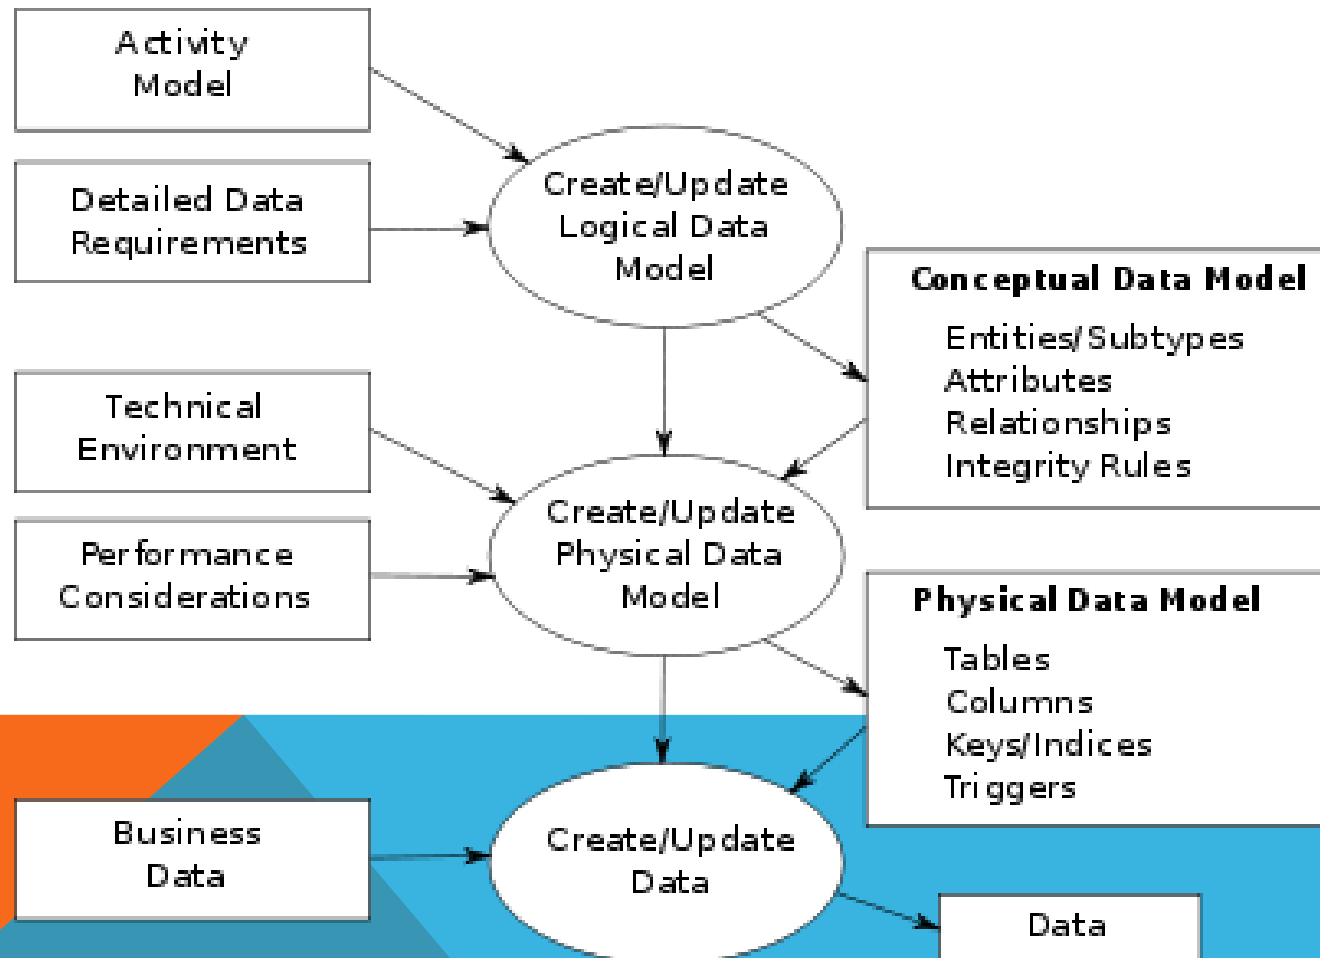 Activity
Model
Detailed Data
Requirements
Create/Update
Logical Data
Model
Conceptual Data Model
Entities/Subtypes
Attributes
Relationships
Integrity Rules
Technical
Environment
Performance
Considerations
Create/Update
Physical Data
Model
Physical Data Model
Tables
Columns
Keys/Indices
Triggers
Business
Data
Create/Update
Data
Data